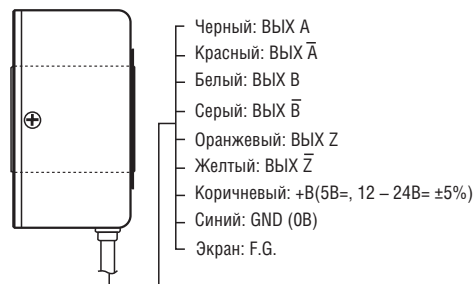 Черный: ВЫХ A
Красный: ВЫХ A̅
Белый: ВЫХ B
Серый: ВЫХ B̅
Оранжевый: ВЫХ Z
Желтый: ВЫХ Z̅
Коричневый: +В(5В=, 12 – 24В= ±5%)
Синий: GND (0В)
Экран: F.G.